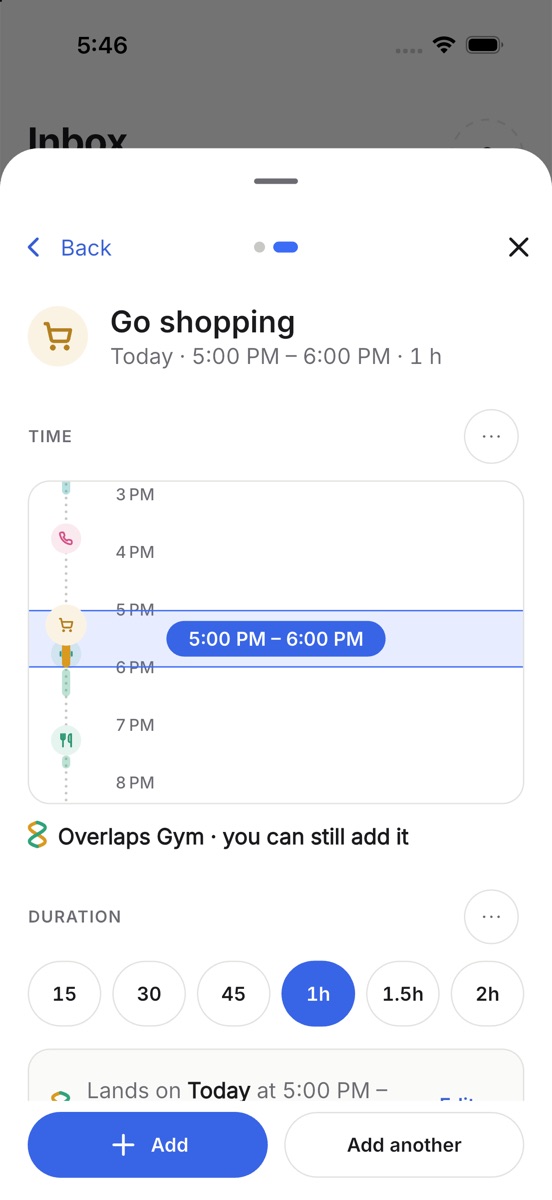 5:46
Inbox
Back
Go shopping
Today · 5:00 PM – 6:00 PM · 1 h
TIME
3 PM
4 PM
5 PM
5:00 PM – 6:00 PM
6 PM
7 PM
8 PM
Overlaps Gym · you can still add it
DURATION
15
30
45
1h
1.5h
2h
Lands on Today at 5:00 PM –
Edit
Add
Add another